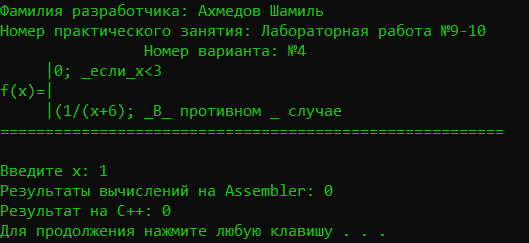 Фамилия разработчика: Ахмедов Шамиль
Номер практического занятия: Лабораторная работа №9-10
Номер варианта: №4
|0; _если_x<3
f(x)=|
|(1/(x+6); _В_ противном _ случае
========================================================
Введите x: 1
Результаты вычислений на Assembler: 0
Результат на C++: 0
Для продолжения нажмите любую клавишу . . .